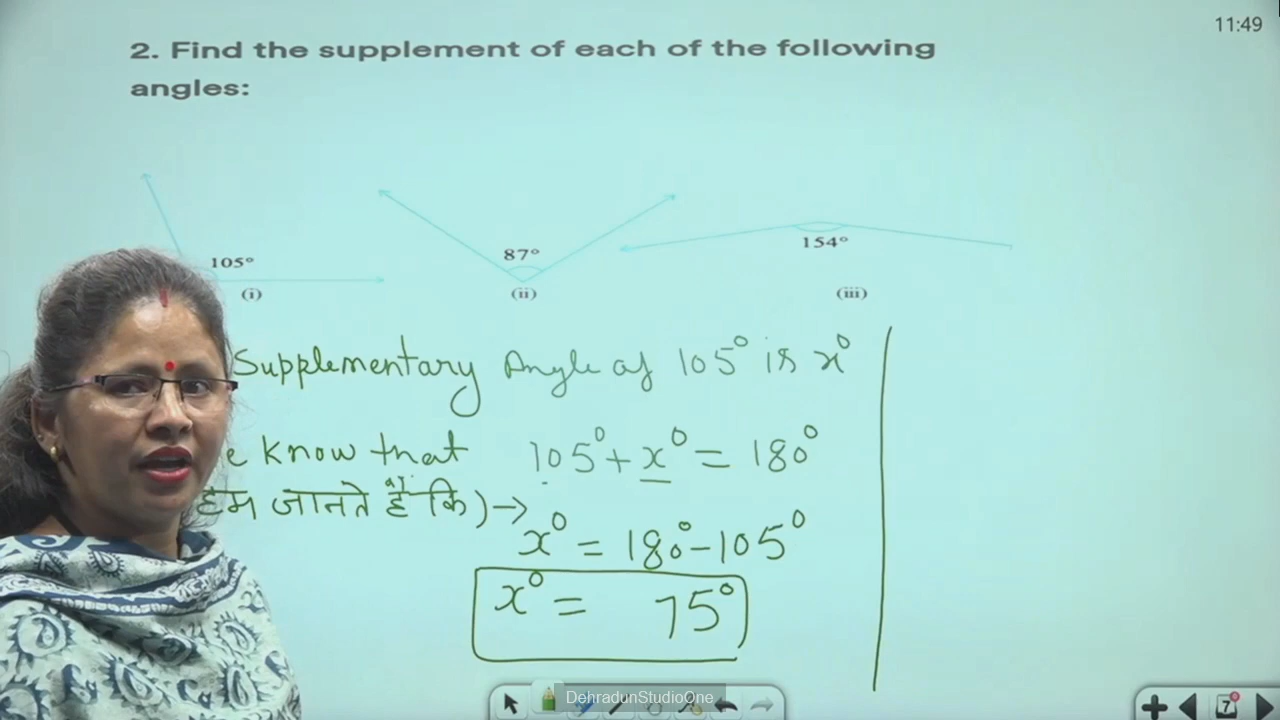 11:49
2. Find the supplement of each of the following
angles:
105°
87°
154°
(i)
(ii)
(iii)
Supplementary Angle of 105° is x°
e know that 105° + x° = 180°
हम जानते हैं कि) →
x° = 180° - 105°
x° = 75°
DehradunStudioOne
7